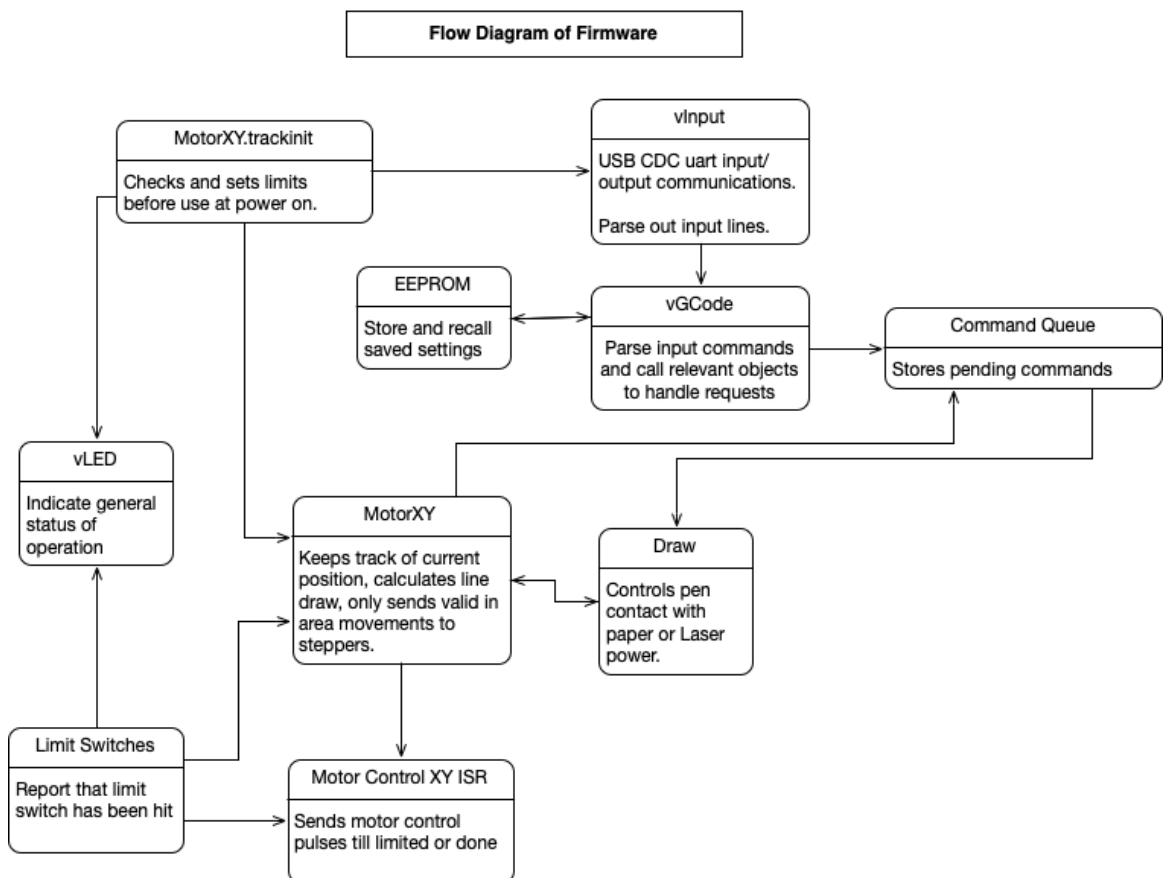 Flow Diagram of Firmware
MotorXY.trackinit
Checks and sets limits
before use at power on.
vInput
USB CDC uart input/
output communications.
Parse out input lines.
EEPROM
Store and recall
saved settings
vGCode
Parse input commands
and call relevant objects
to handle requests
Command Queue
Stores pending commands
vLED
Indicate general
status of
operation
MotorXY
Keeps track of current
position, calculates line
draw, only sends valid in
area movements to
steppers.
Draw
Controls pen
contact with
paper or Laser
power.
Limit Switches
Report that limit
switch has been hit
Motor Control XY ISR
Sends motor control
pulses till limited or done